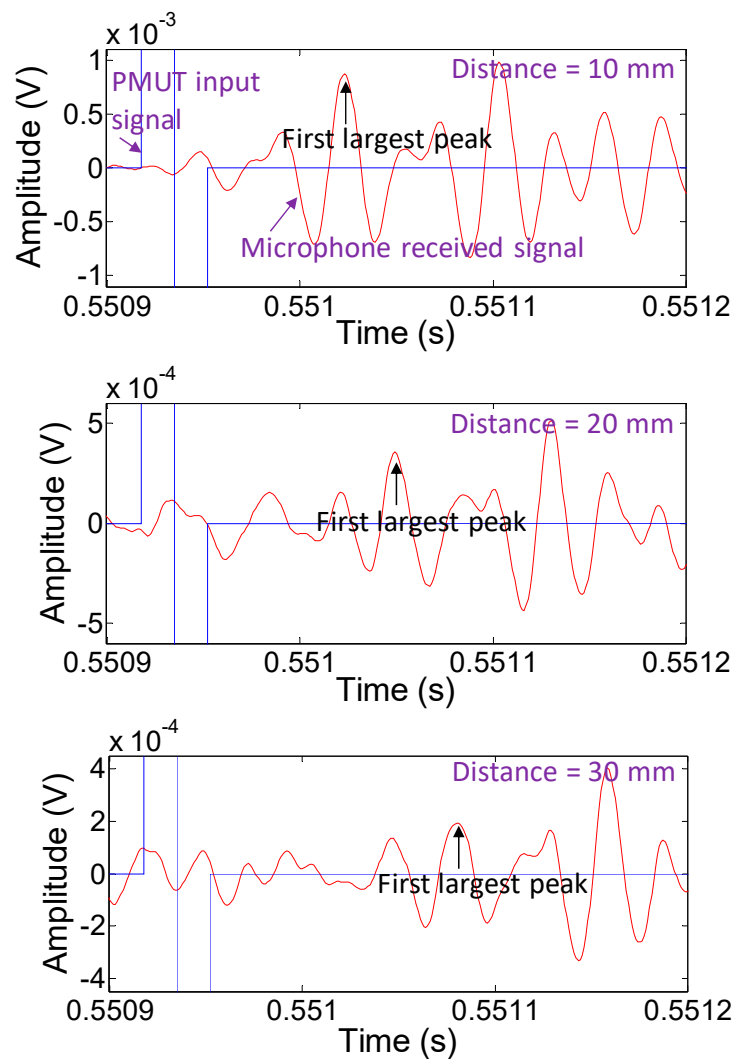 x 10-3
1
0.5
0
-0.5
-1
Amplitude (V)
PMUT input
signal
Distance = 10 mm
First largest peak
Microphone received signal
0.5509
0.551
0.5511
0.5512
Time (s)
x 10-4
5
0
-5
Amplitude (V)
Distance = 20 mm
First largest peak
0.5509
0.551
0.5511
0.5512
Time (s)
x 10-4
4
2
0
-2
-4
Amplitude (V)
Distance = 30 mm
First largest peak
0.5509
0.551
0.5511
0.5512
Time (s)